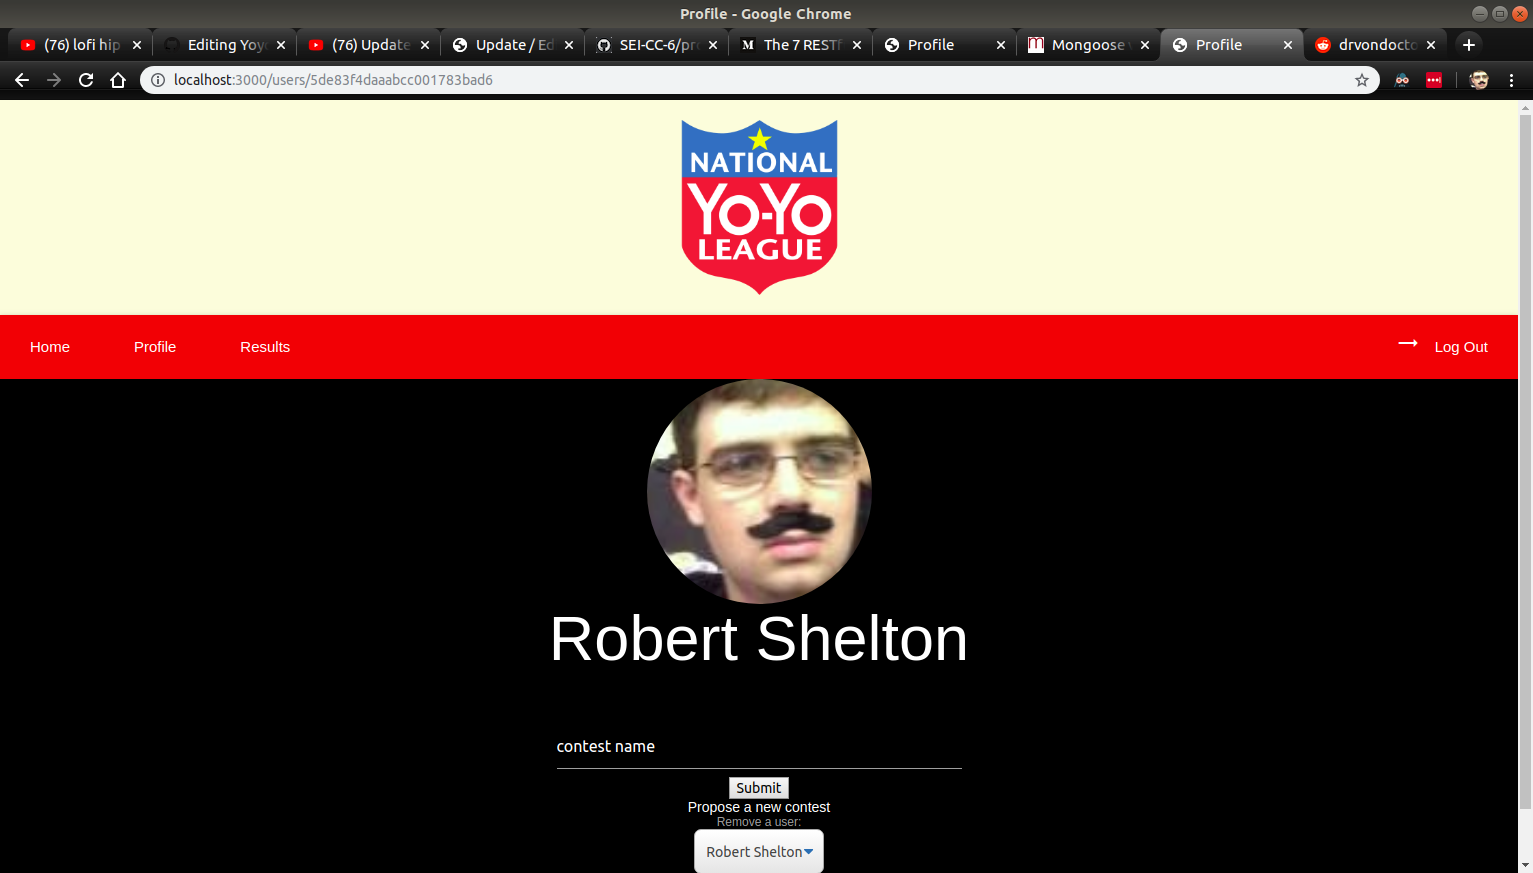 Profile - Google Chrome
(76) lofi hip
Editing Yoy
(76) Update
Update / Ed
SEI-CC-6/pr
The 7 RESTf
Profile
Mongoose
Profile
drvondocto
localhost:3000/users/5de83f4daaabcc001783bad6
NATIONAL
YO-YO
LEAGUE
Home
Profile
Results
Log Out
Robert Shelton
contest name
Submit
Propose a new contest
Remove a user:
Robert Shelton